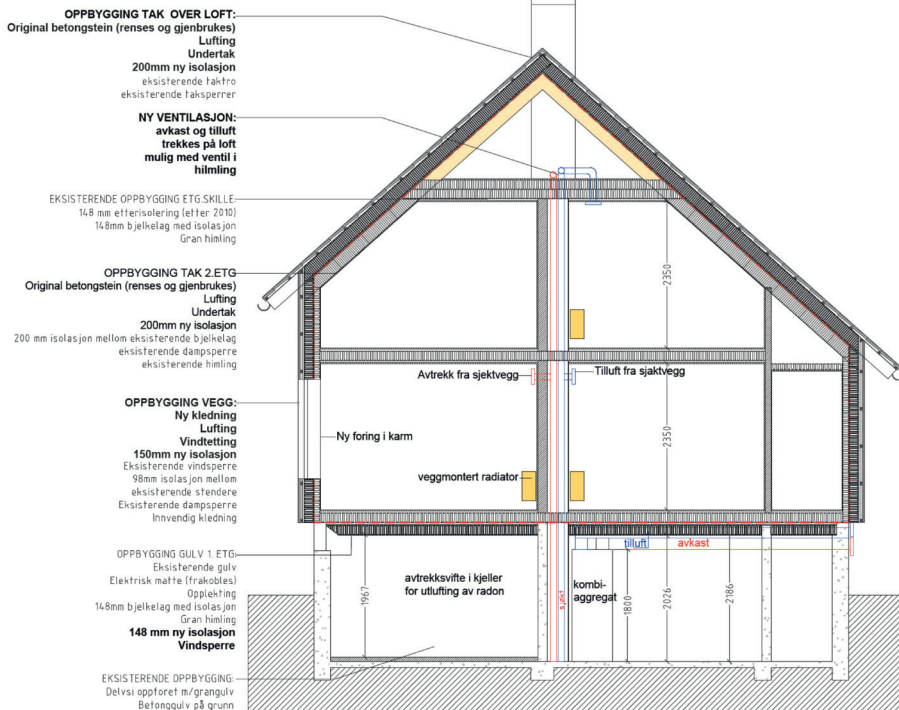 OPPBYGGING TAK OVER LOFT:
Original betongstein (renses og gjenbrukes)
Lufting
Undertak
200mm ny isolasjon
eksisterende taktro
eksisterende taksperrer
NY VENTILASJON:
avkast og tilluft
trekkes på loft
mulig med ventil i
hilmling
EKSISTERENDE OPPBYGGING ETG.SKILLE
148 mm etterisolering (etter 2010)
148mm bjelkelag med isolasjon
Gran himling
OPPBYGGING TAK 2.ETG
Original betongstein (renses og gjenbrukes)
Lufting
Undertak
200mm ny isolasjon
200 mm isolasjon mellom eksisterende bjelkelag
eksisterende dampsperre
eksisterende himling
OPPBYGGING VEGG:
Ny kledning
Lufting
Vindtetting
150mm ny isolasjon
Eksisterende vindsperre
98mm isolasjon mellom
eksisterende stendere
Eksisterende dampsperre
Innvendig kledning
OPPBYGGING GULV 1. ETG:
Eksisterende gulv
Elektrisk matte (frakobles)
Opplekting
148mm bjelkelag med isolasjon
Gran himling
148 mm ny isolasjon
Vindsperre
EKSISTERENDE OPPBYGGING:
Delvsi oppforet m/grangulv
Betonggulv på grunn
2350
Avtrekk fra sjektvegg
Tilluft fra sjaktvegg
Ny foring i karm
2350
veggmontert radiator
tilluft
avkast
avtrekksvifte i kjeller
for utlufting av radon
kombi-
aggregat
1967
sjakt
1800
2026
2186